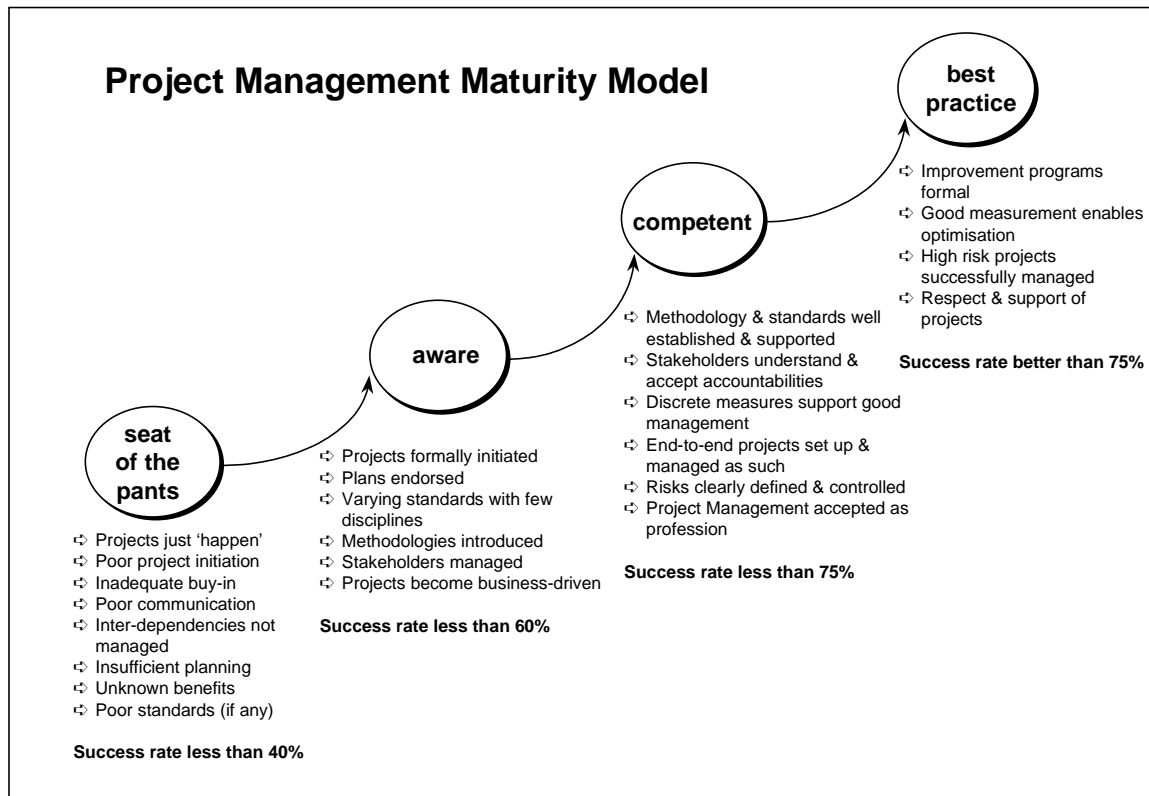 Project Management Maturity Model
seat
of the
pants
➪ Projects just ‘happen’
➪ Poor project initiation
➪ Inadequate buy-in
➪ Poor communication
➪ Inter-dependencies not
managed
➪ Insufficient planning
➪ Unknown benefits
➪ Poor standards (if any)
Success rate less than 40%
aware
➪ Projects formally initiated
➪ Plans endorsed
➪ Varying standards with few
disciplines
➪ Methodologies introduced
➪ Stakeholders managed
➪ Projects become business-driven
Success rate less than 60%
competent
➪ Methodology & standards well
established & supported
➪ Stakeholders understand &
accept accountabilities
➪ Discrete measures support good
management
➪ End-to-end projects set up &
managed as such
➪ Risks clearly defined & controlled
➪ Project Management accepted as
profession
Success rate less than 75%
best
practice
➪ Improvement programs
formal
➪ Good measurement enables
optimisation
➪ High risk projects
successfully managed
➪ Respect & support of
projects
Success rate better than 75%